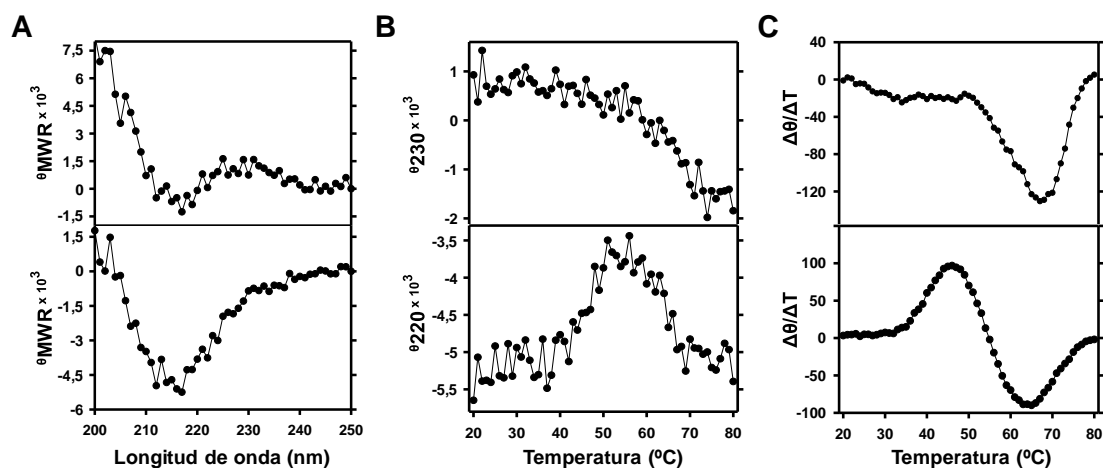 A
B
C
θMWR × 10³
7,5
6
4,5
3
1,5
0
-1,5
θMWR × 10³
1,5
0
-1,5
-3
-4,5
-6
200 210 220 230 240 250
Longitud de onda (nm)
θ230 × 10³
1
0
-1
-2
θ220 × 10³
-3,5
-4
-4,5
-5
-5,5
20 30 40 50 60 70 80
Temperatura (ºC)
Δθ/ΔT
40
0
-40
-80
-120
Δθ/ΔT
100
50
0
-50
-100
20 30 40 50 60 70 80
Temperatura (ºC)